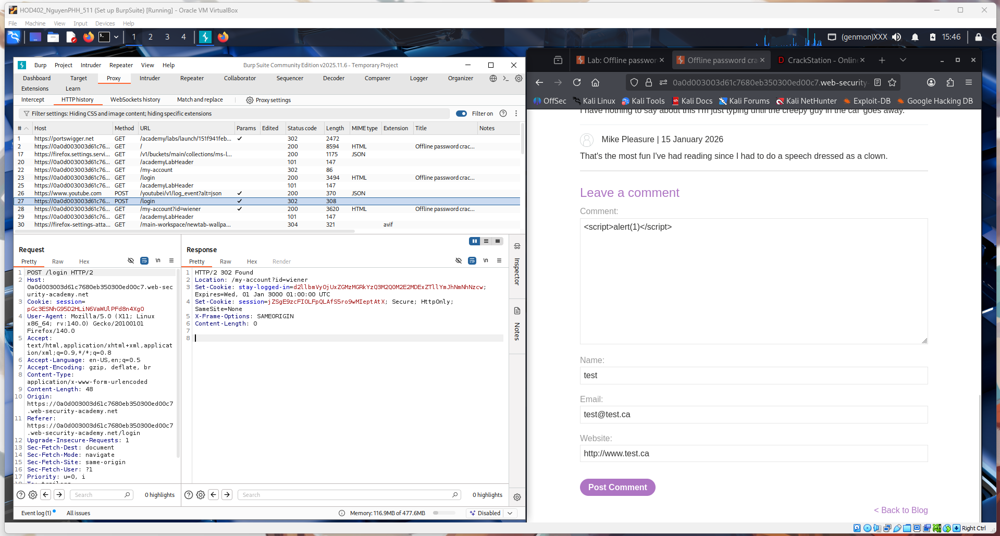 HOD402_NguyenPHH_511 (Set up BurpSuite) [Running] - Oracle VM VirtualBox
File Machine View Input Devices Help
1 2 3 4
(genmon)XXX 15:46
Burp Project Intruder Repeater View Help Burp Suite Community Edition v2025.11.6 - Temporary Project
Dashboard Target Proxy Intruder Repeater Collaborator Sequencer Decoder Comparer Logger Organizer
Extensions Learn
Intercept HTTP history WebSockets history Match and replace Proxy settings
Filter settings: Hiding CSS and image content; hiding specific extensions Filter on
# Host Method URL Params Edited Status code Length MIME type Extension Title Notes
1 https://portswigger.net GET /academy/labs/launch/151f941feb... ✓ 302 2472
2 https://0a0d003003d61c76... GET / 200 8594 HTML Offline password crac...
17 https://firefox.settings.servi... GET /v1/buckets/main/collections/ms-l... 200 1175 JSON
20 https://0a0d003003d61c76... GET /academyLabHeader 101 147
22 https://0a0d003003d61c76... GET /my-account 302 86
23 https://0a0d003003d61c76... GET /login 200 3494 HTML Offline password crac...
25 https://0a0d003003d61c76... GET /academyLabHeader 101 147
26 https://www.youtube.com POST /youtubei/v1/log_event?alt=json ✓ 200 370 JSON
27 https://0a0d003003d61c76... POST /login ✓ 302 308
28 https://0a0d003003d61c76... GET /my-account?id=wiener ✓ 200 3620 HTML Offline password crac...
29 https://0a0d003003d61c76... GET /academyLabHeader 101 147
30 https://firefox-settings-atta... GET /main-workspace/newtab-wallpa... 304 321 avif
Request
Pretty Raw Hex \n
1 POST /login HTTP/2
2 Host:
0a0d003003d61c7680eb350300ed00c7.web-sec
urity-academy.net
3 Cookie: session=
pGc3ESNhG95D2HLiN6VaWUlPFd8n4XgO
4 User-Agent: Mozilla/5.0 (X11; Linux
x86_64; rv:140.0) Gecko/20100101
Firefox/140.0
5 Accept:
text/html,application/xhtml+xml,applicat
ion/xml;q=0.9,*/*;q=0.8
6 Accept-Language: en-US,en;q=0.5
7 Accept-Encoding: gzip, deflate, br
8 Content-Type:
application/x-www-form-urlencoded
9 Content-Length: 48
10 Origin:
https://0a0d003003d61c7680eb350300ed00c7
.web-security-academy.net
11 Referer:
https://0a0d003003d61c7680eb350300ed00c7
.web-security-academy.net/login
12 Upgrade-Insecure-Requests: 1
13 Sec-Fetch-Dest: document
14 Sec-Fetch-Mode: navigate
15 Sec-Fetch-Site: same-origin
16 Sec-Fetch-User: ?1
17 Priority: u=0, i
Search 0 highlights
Response
Pretty Raw Hex Render \n
1 HTTP/2 302 Found
2 Location: /my-account?id=wiener
3 Set-Cookie: stay-logged-in=d2llbmVyOjUxZGMzMGRkYzQ3M2Q0M2E2MDExZTllYmJhNmNhNzcw;
Expires=Wed, 01 Jan 3000 01:00:00 UTC
4 Set-Cookie: session=jZSgE9zcFIOLFpQLAfS5ro9wMIeptAtX; Secure; HttpOnly;
SameSite=None
5 X-Frame-Options: SAMEORIGIN
6 Content-Length: 0
7
8
Search 0 highlights
Inspector
Notes
Event log (1) All issues Memory: 116.9MB of 477.6MB Disabled
Lab: Offline passwor Offline password cra D CrackStation - Onlin
0a0d003003d61c7680eb350300ed00c7.web-security-
OffSec Kali Linux Kali Tools Kali Docs Kali Forums Kali NetHunter Exploit-DB Google Hacking DB
I have nothing to say about this I'm just typing until the creepy guy in the car goes away.
Mike Pleasure | 15 January 2026
That's the most fun I've had reading since I had to do a speech dressed as a clown.
Leave a comment
Comment:
<script>alert(1)</script>
Name:
test
Email:
test@test.ca
Website:
http://www.test.ca
Post Comment
< Back to Blog
Right Ctrl